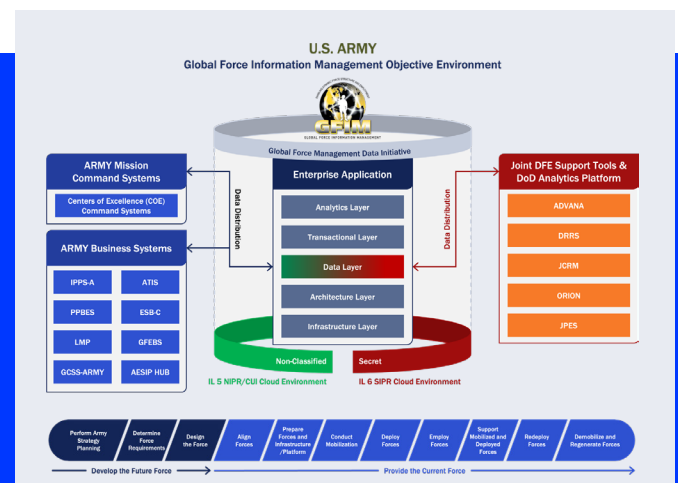 U.S. ARMY
Global Force Information Management Objective Environment
GFIM
GLOBAL FORCE INFORMATION MANAGEMENT
Global Force Management Data Initiative
ARMY Mission
Command Systems
Centers of Excellence (COE)
Command Systems
ARMY Business Systems
IPPS-A
ATIS
PPBES
ESB-C
LMP
GFEBS
GCSS-ARMY
AESIP HUB
Data Distribution
Enterprise Application
Analytics Layer
Transactional Layer
Data Layer
Architecture Layer
Infrastructure Layer
Non-Classified
Secret
IL 5 NIPR/CUI Cloud Environment
IL 6 SIPR Cloud Environment
Data Distribution
Joint DFE Support Tools &
DoD Analytics Platform
ADVANA
DRRS
JCRM
ORION
JPES
Perform Army
Strategy
Planning
Determine
Force
Requirements
Design
the Force
Align
Forces
Prepare
Forces and
Infrastructure
/Platform
Conduct
Mobilization
Deploy
Forces
Employ
Forces
Support
Mobilized and
Deployed
Forces
Redeploy
Forces
Demobilize and
Regenerate Forces
Develop the Future Force
Provide the Current Force